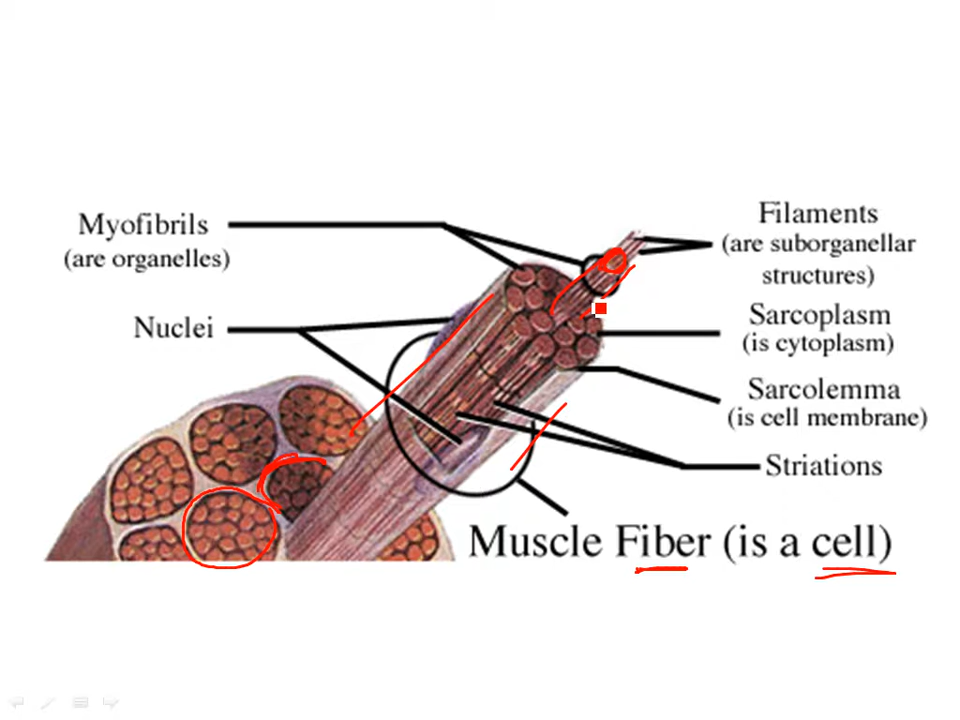 Myofibrils
(are organelles)
Nuclei
Filaments
(are suborganellar
structures)
Sarcoplasm
(is cytoplasm)
Sarcolemma
(is cell membrane)
Striations
Muscle Fiber (is a cell)